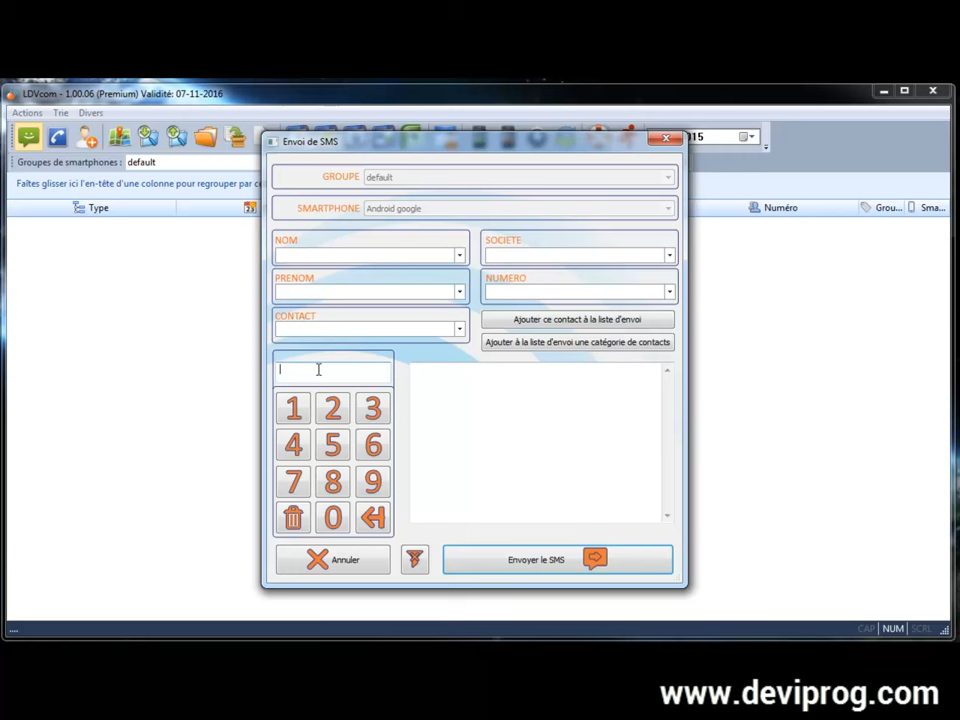 LDVcom - 1.00.06 (Premium) Validité: 07-11-2016
Actions Trie Divers
15
Groupes de smartphones : default
Faîtes glisser ici l'en-tête d'une colonne pour regrouper par
Type
23
Numéro
Grou...
Sma...
Envoi de SMS
GROUPE default
SMARTPHONE Android google
NOM
SOCIETE
PRENOM
NUMERO
CONTACT
Ajouter ce contact à la liste d'envoi
Ajouter à la liste d'envoi une catégorie de contacts
1 2 3
4 5 6
7 8 9
0
Annuler
Envoyer le SMS
....
CAP NUM SCRL
www.deviprog.com